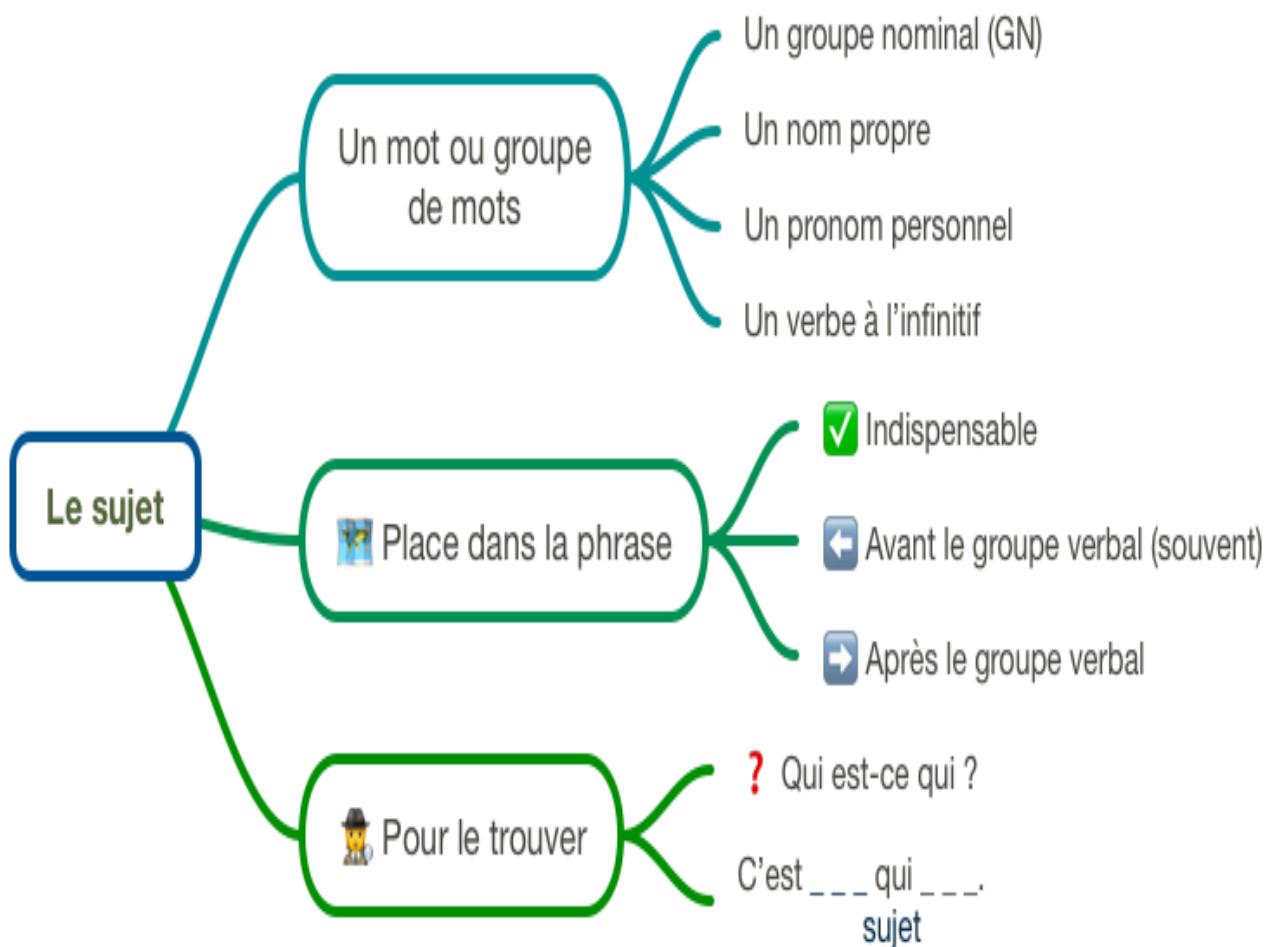 Le sujet
Un mot ou groupe
de mots
Un groupe nominal (GN)
Un nom propre
Un pronom personnel
Un verbe à l’infinitif
Place dans la phrase
Indispensable
Avant le groupe verbal (souvent)
Après le groupe verbal
Pour le trouver
❓ Qui est-ce qui ?
C’est _ _ _ qui _ _ _.
sujet